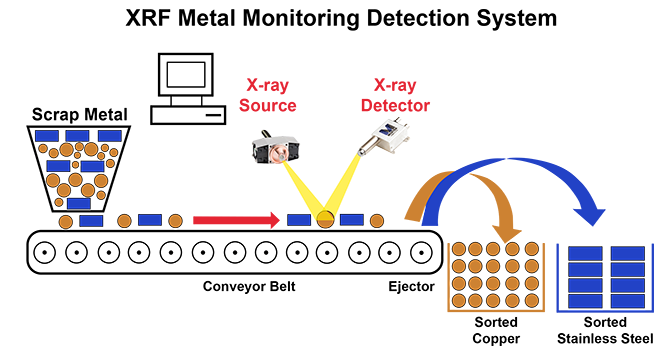 XRF Metal Monitoring Detection System
X-ray
Source
X-ray
Detector
Scrap Metal
Conveyor Belt
Ejector
Sorted
Copper
Sorted
Stainless Steel